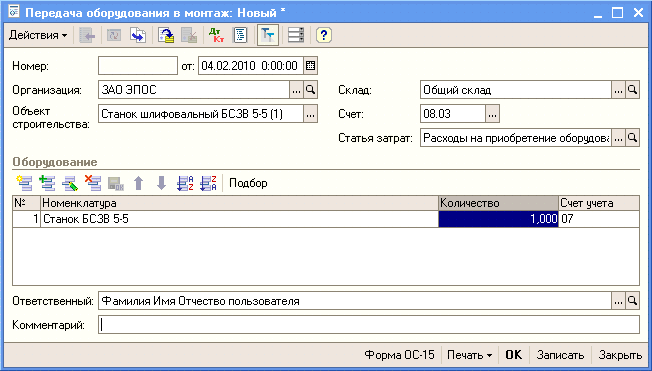 Передача оборудования в монтаж: Новый *
Действия
Дт
Кт
Номер: от: 04.02.2010 0:00:00
Организация: ЗАО ЭПОС ... Склад: Общий склад ...
Объект строительства: Станок шлифовальный БСЗВ 5-5 (1) ... Счет: 08.03 ...
Статья затрат: Расходы на приобретение оборудова ...
Оборудование
Подбор
№ Номенклатура Количество Счет учета
1 Станок БСЗВ 5-5 1,000 07
Ответственный: Фамилия Имя Отчество пользователя ...
Комментарий:
Форма ОС-15 Печать OK Записать Закрыть